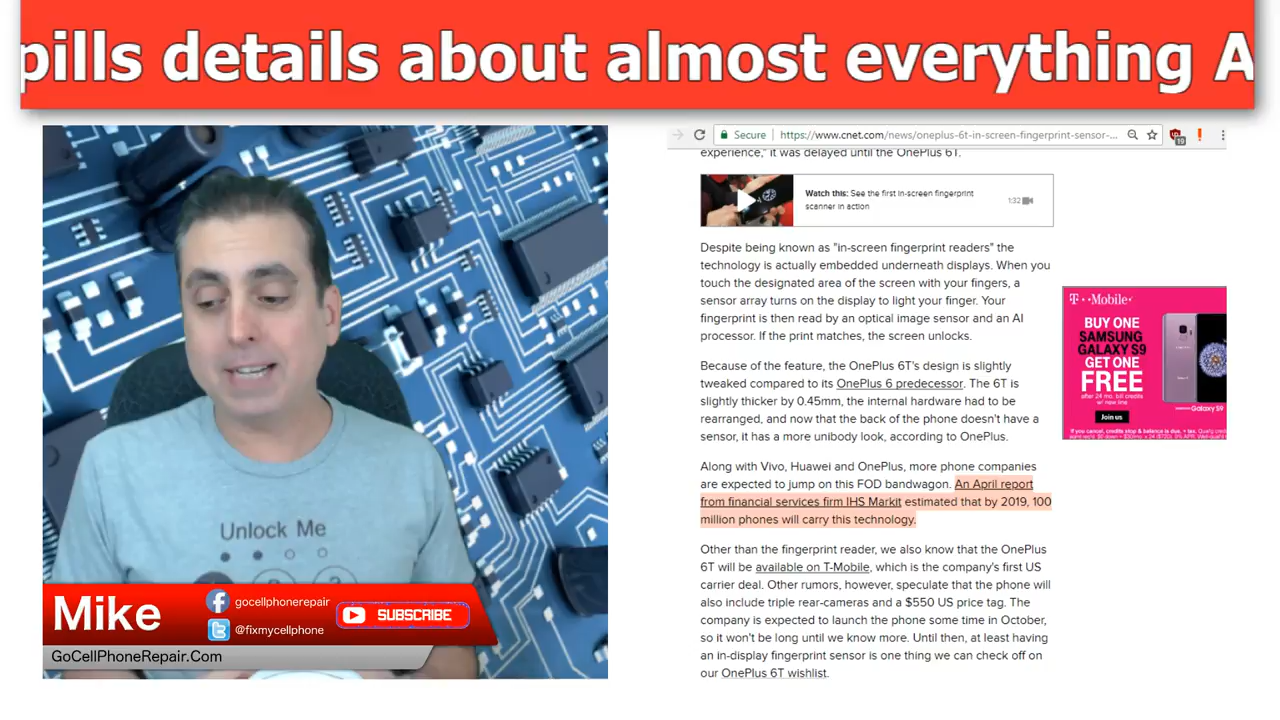 pills details about almost everything A
Secure
https://www.cnet.com/news/oneplus-6t-in-screen-fingerprint-sensor-...
19
experience," it was delayed until the OnePlus 6T.
Watch this: See the first in-screen fingerprint
scanner in action
1:32
Despite being known as "in-screen fingerprint readers" the
technology is actually embedded underneath displays. When you
touch the designated area of the screen with your fingers, a
sensor array turns on the display to light your finger. Your
fingerprint is then read by an optical image sensor and an AI
processor. If the print matches, the screen unlocks.
Because of the feature, the OnePlus 6T's design is slightly
tweaked compared to its OnePlus 6 predecessor. The 6T is
slightly thicker by 0.45mm, the internal hardware had to be
rearranged, and now that the back of the phone doesn't have a
sensor, it has a more unibody look, according to OnePlus.
Along with Vivo, Huawei and OnePlus, more phone companies
are expected to jump on this FOD bandwagon. An April report
from financial services firm IHS Markit estimated that by 2019, 100
million phones will carry this technology.
Other than the fingerprint reader, we also know that the OnePlus
6T will be available on T-Mobile, which is the company's first US
carrier deal. Other rumors, however, speculate that the phone will
also include triple rear-cameras and a $550 US price tag. The
company is expected to launch the phone some time in October,
so it won't be long until we know more. Until then, at least having
an in-display fingerprint sensor is one thing we can check off on
our OnePlus 6T wishlist.
T··Mobile
BUY ONE
SAMSUNG
GALAXY S9
GET ONE
FREE
after 24 mo. bill credits
w/ new line
Join us
SAMSUNG
Galaxy S9
Unlock Me
Mike
gocellphonerepair
@fixmycellphone
SUBSCRIBE
GoCellPhoneRepair.Com